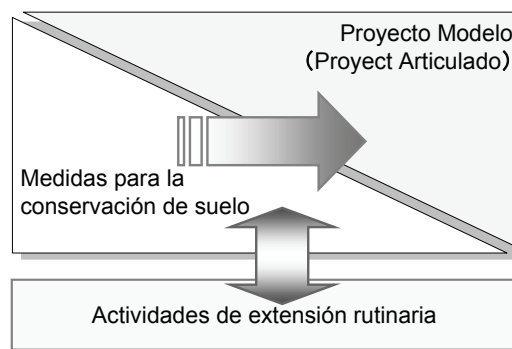 Proyecto Modelo
(Proyect Articulado)
Medidas para la
conservación de suelo
Actividades de extensión rutinaria